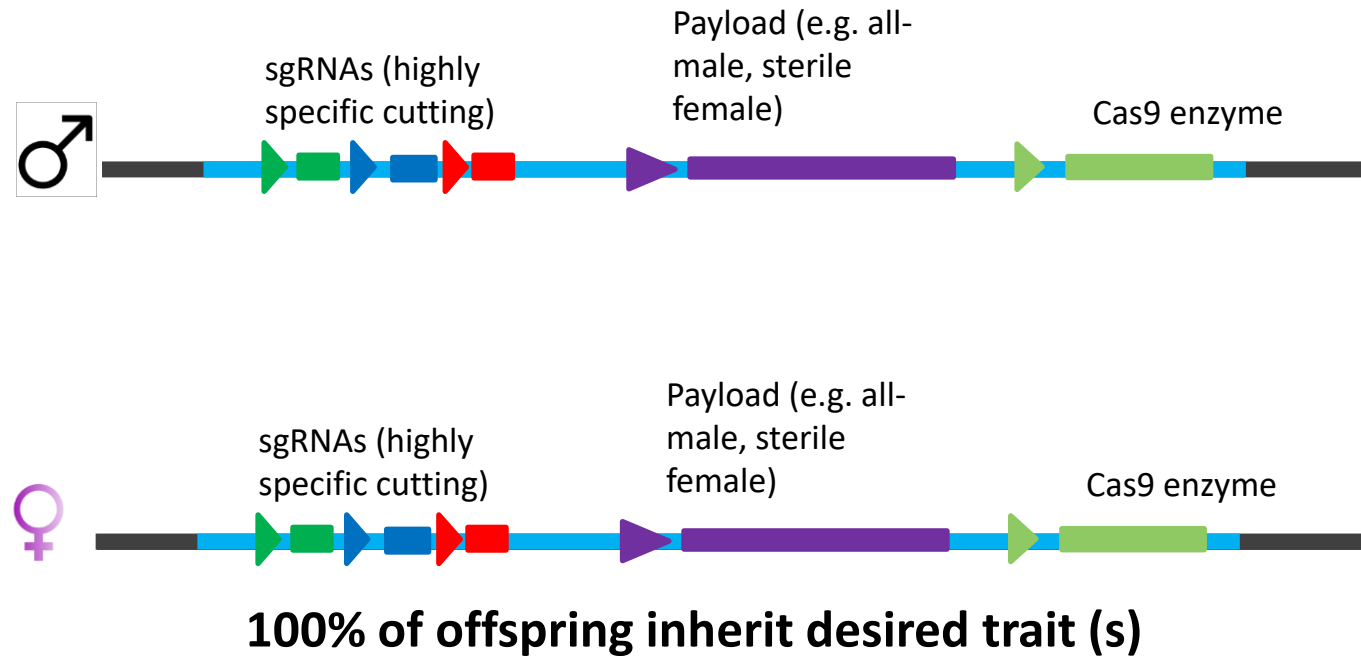 sgRNAs (highly
specific cutting)
Payload (e.g. all-
male, sterile
female)
Cas9 enzyme
sgRNAs (highly
specific cutting)
Payload (e.g. all-
male, sterile
female)
Cas9 enzyme
100% of offspring inherit desired trait (s)